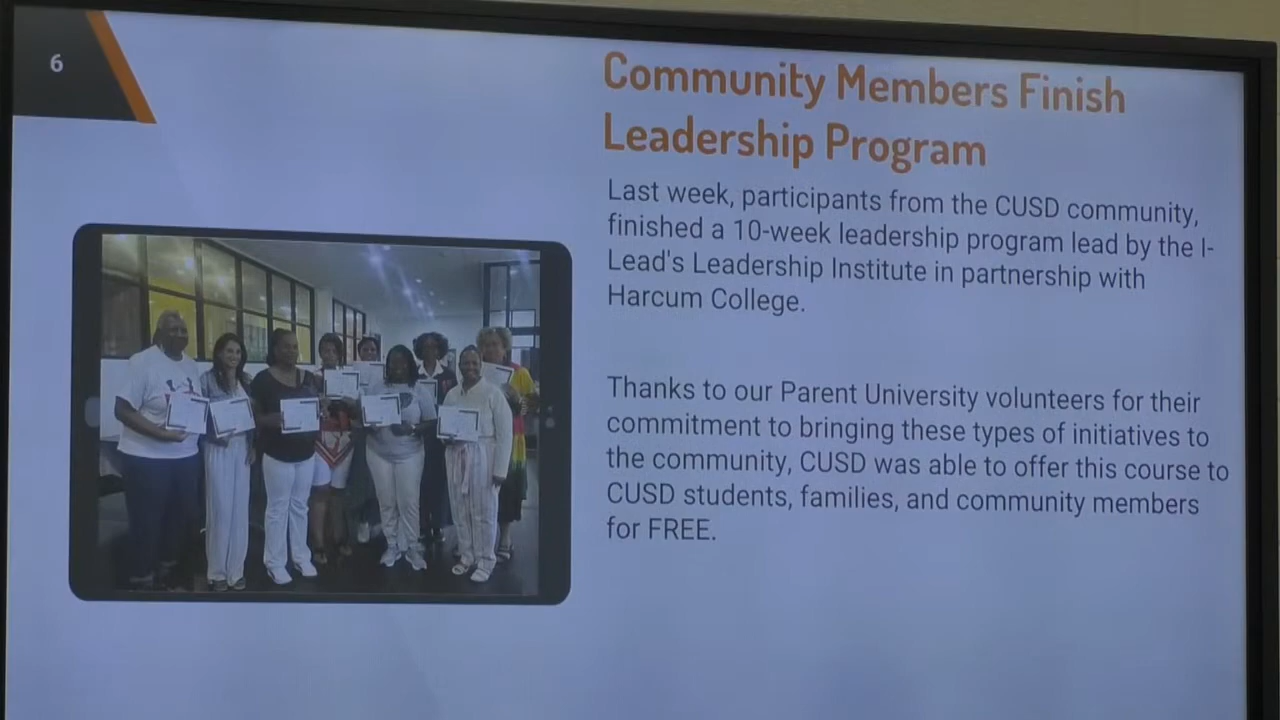 6
Community Members Finish
Leadership Program
Last week, participants from the CUSD community,
finished a 10-week leadership program lead by the I-
Lead's Leadership Institute in partnership with
Harcum College.
Thanks to our Parent University volunteers for their
commitment to bringing these types of initiatives to
the community, CUSD was able to offer this course to
CUSD students, families, and community members
for FREE.